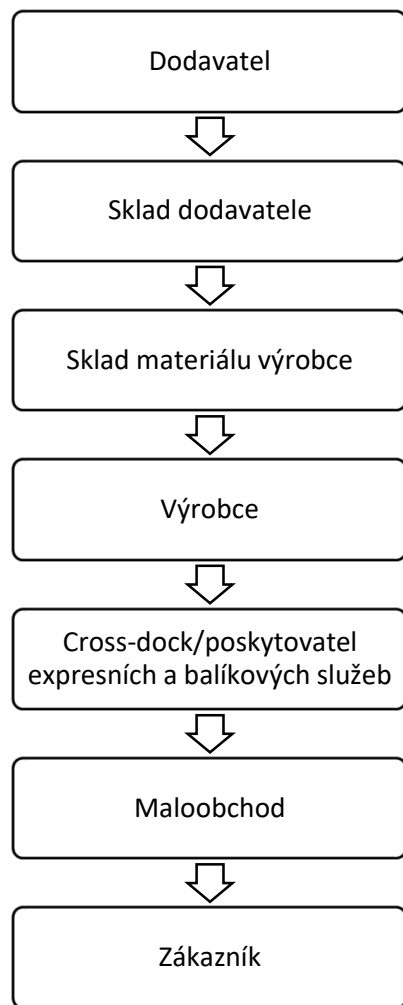 Dodavatel
Sklad dodavatele
Sklad materiálu výrobce
Výrobce
Cross-dock/poskytovatel
expresních a balíkových služeb
Maloobchod
Zákazník